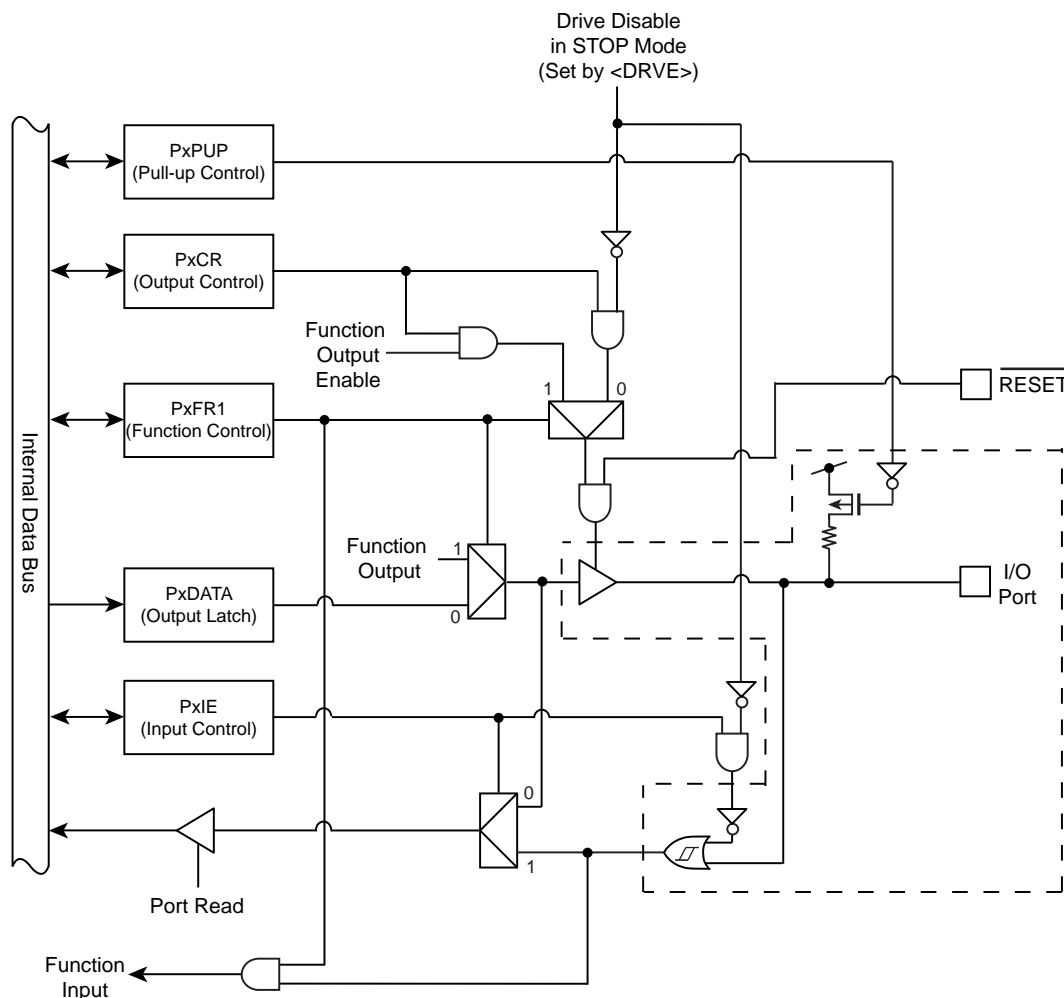 Drive Disable
in STOP Mode
(Set by <DRVE>)
PxPUP
(Pull-up Control)
PxCR
(Output Control)
Function
Output
Enable
1
0
RESET
PxFR1
(Function Control)
Internal Data Bus
Function
Output
1
0
I/O
Port
PxDATA
(Output Latch)
PxIE
(Input Control)
0
1
Port Read
Function
Input